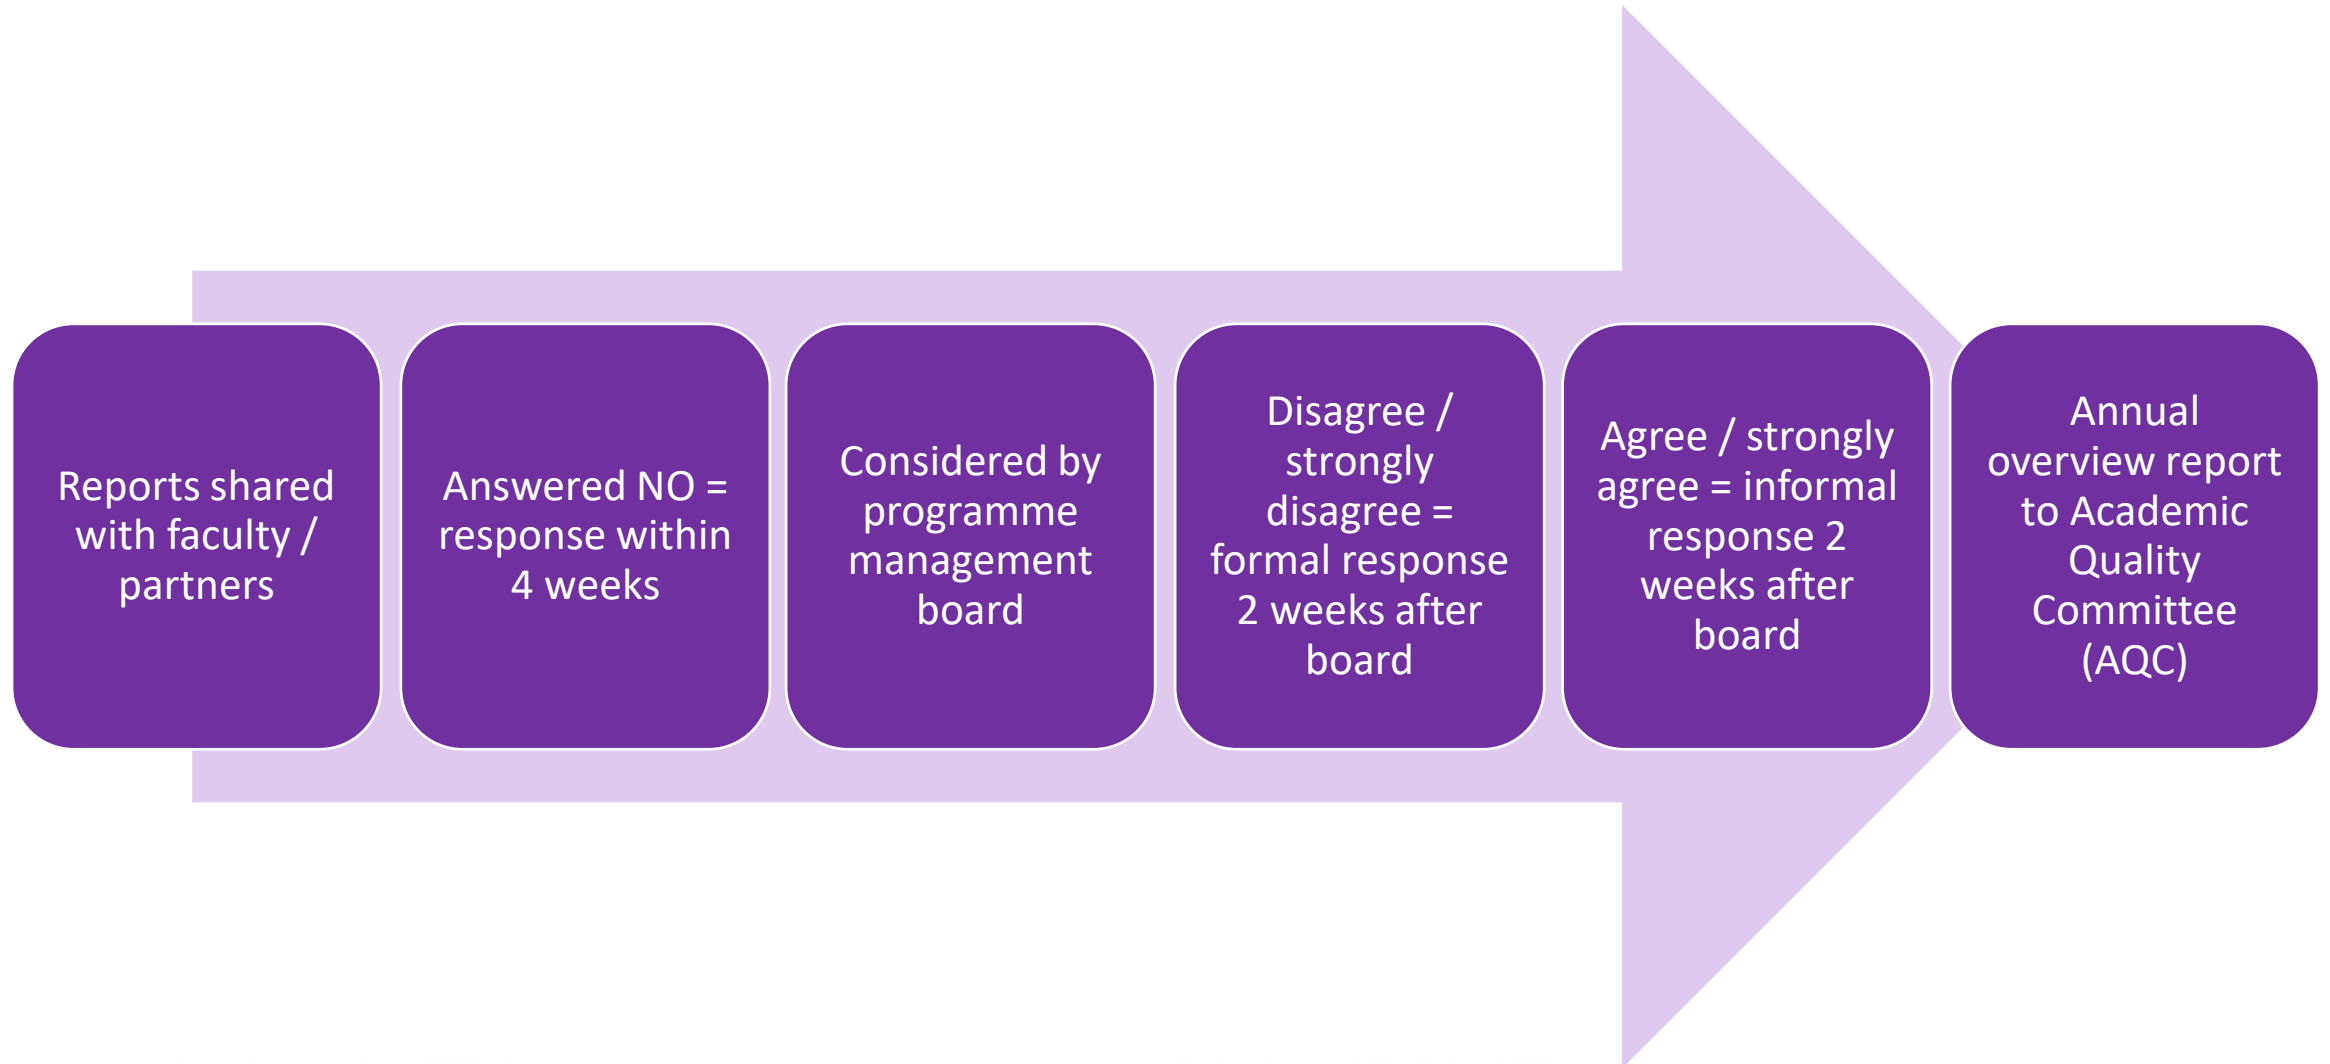 Reports shared
with faculty /
partners
Answered NO =
response within
4 weeks
Considered by
programme
management
board
Disagree /
strongly
disagree =
formal response
2 weeks after
board
Agree / strongly
agree = informal
response 2
weeks after
board
Annual
overview report
to Academic
Quality
Committee
(AQC)